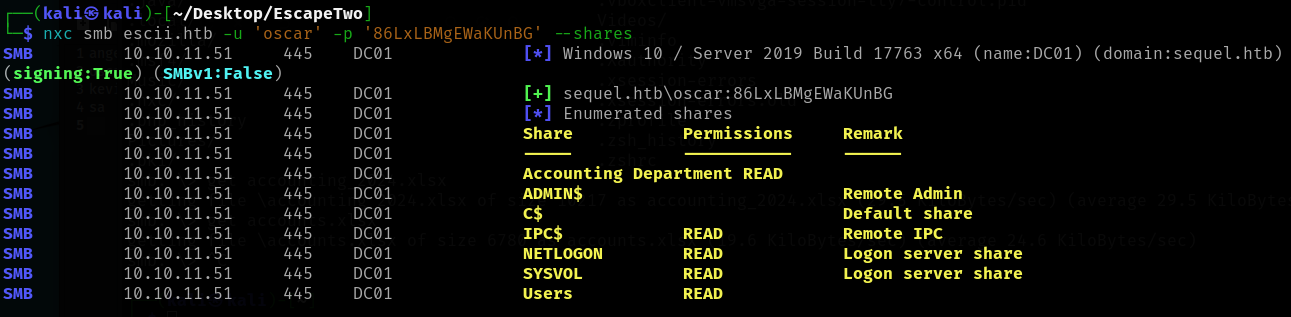 ┌──(kali㉿kali)-[~/Desktop/EscapeTwo]
└─$ nxc smb escii.htb -u 'oscar' -p '86LxLBMgEWaKUnBG' --shares
SMB 10.10.11.51 445 DC01 [*] Windows 10 / Server 2019 Build 17763 x64 (name:DC01) (domain:sequel.htb)
(signing:True) (SMBv1:False)
SMB 10.10.11.51 445 DC01 [+] sequel.htb\oscar:86LxLBMgEWaKUnBG
SMB 10.10.11.51 445 DC01 [*] Enumerated shares
SMB 10.10.11.51 445 DC01 Share Permissions Remark
SMB 10.10.11.51 445 DC01 ----- ----------- ------
SMB 10.10.11.51 445 DC01 Accounting Department READ
SMB 10.10.11.51 445 DC01 ADMIN$ Remote Admin
SMB 10.10.11.51 445 DC01 C$ Default share
SMB 10.10.11.51 445 DC01 IPC$ READ Remote IPC
SMB 10.10.11.51 445 DC01 NETLOGON READ Logon server share
SMB 10.10.11.51 445 DC01 SYSVOL READ Logon server share
SMB 10.10.11.51 445 DC01 Users READ